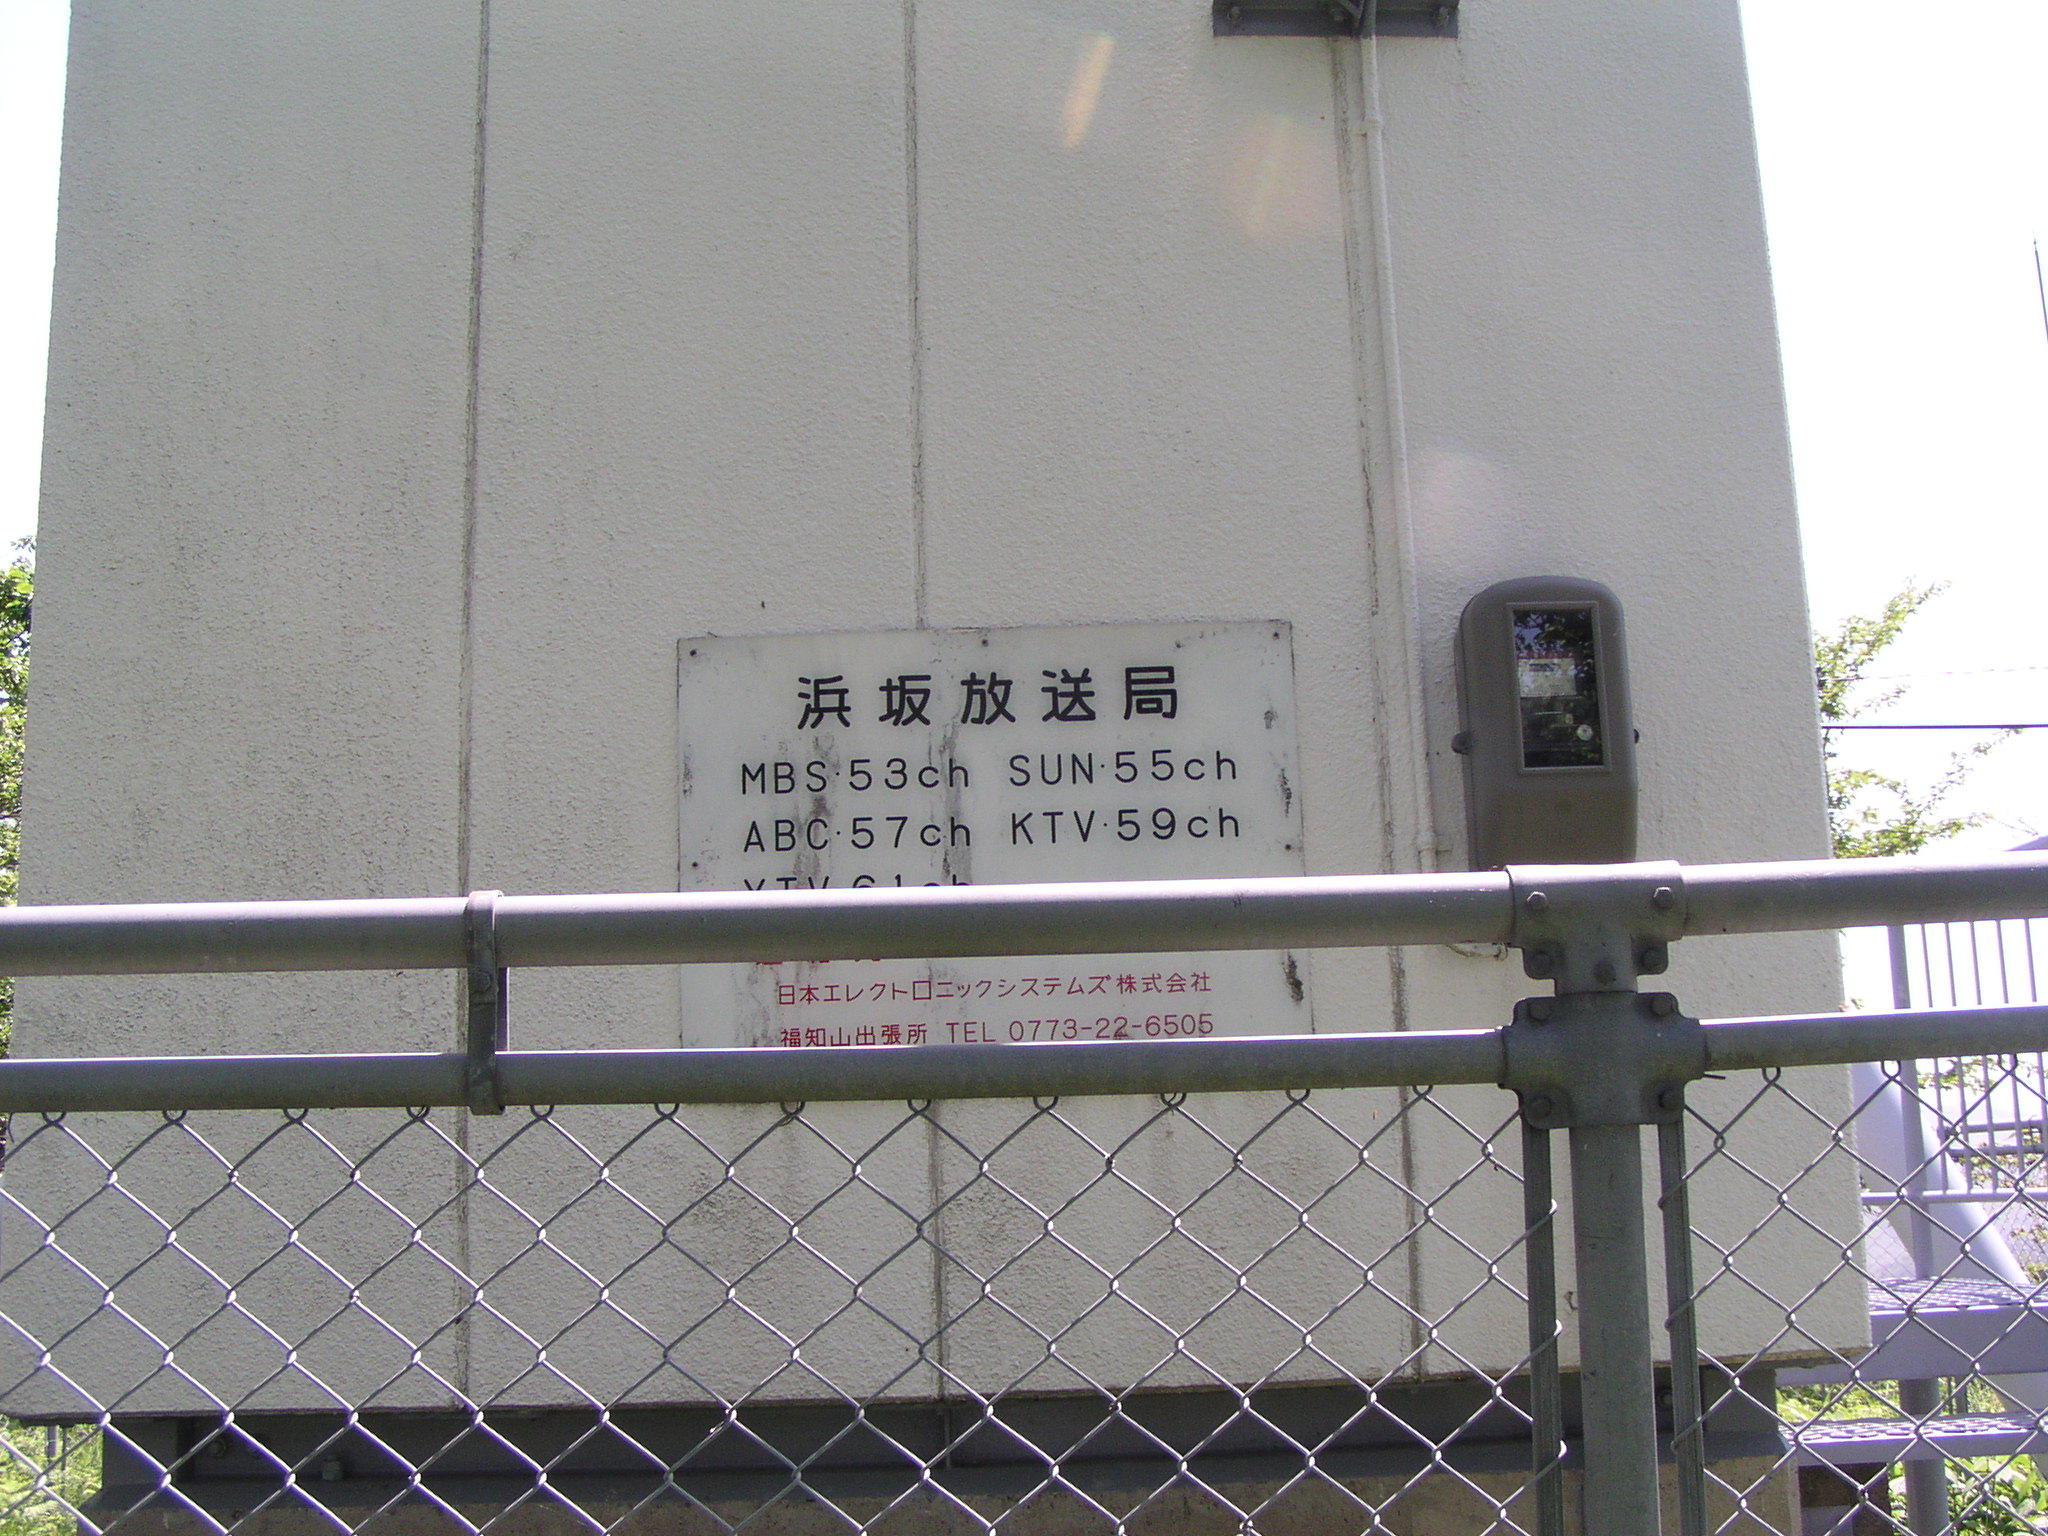 浜坂放送局
MBS·53ch SUN·55ch
ABC·57ch KTV·59ch
YTV·61ch
日本エレクトロニックシステムズ株式会社
福知山出張所 TEL 0773-22-6505